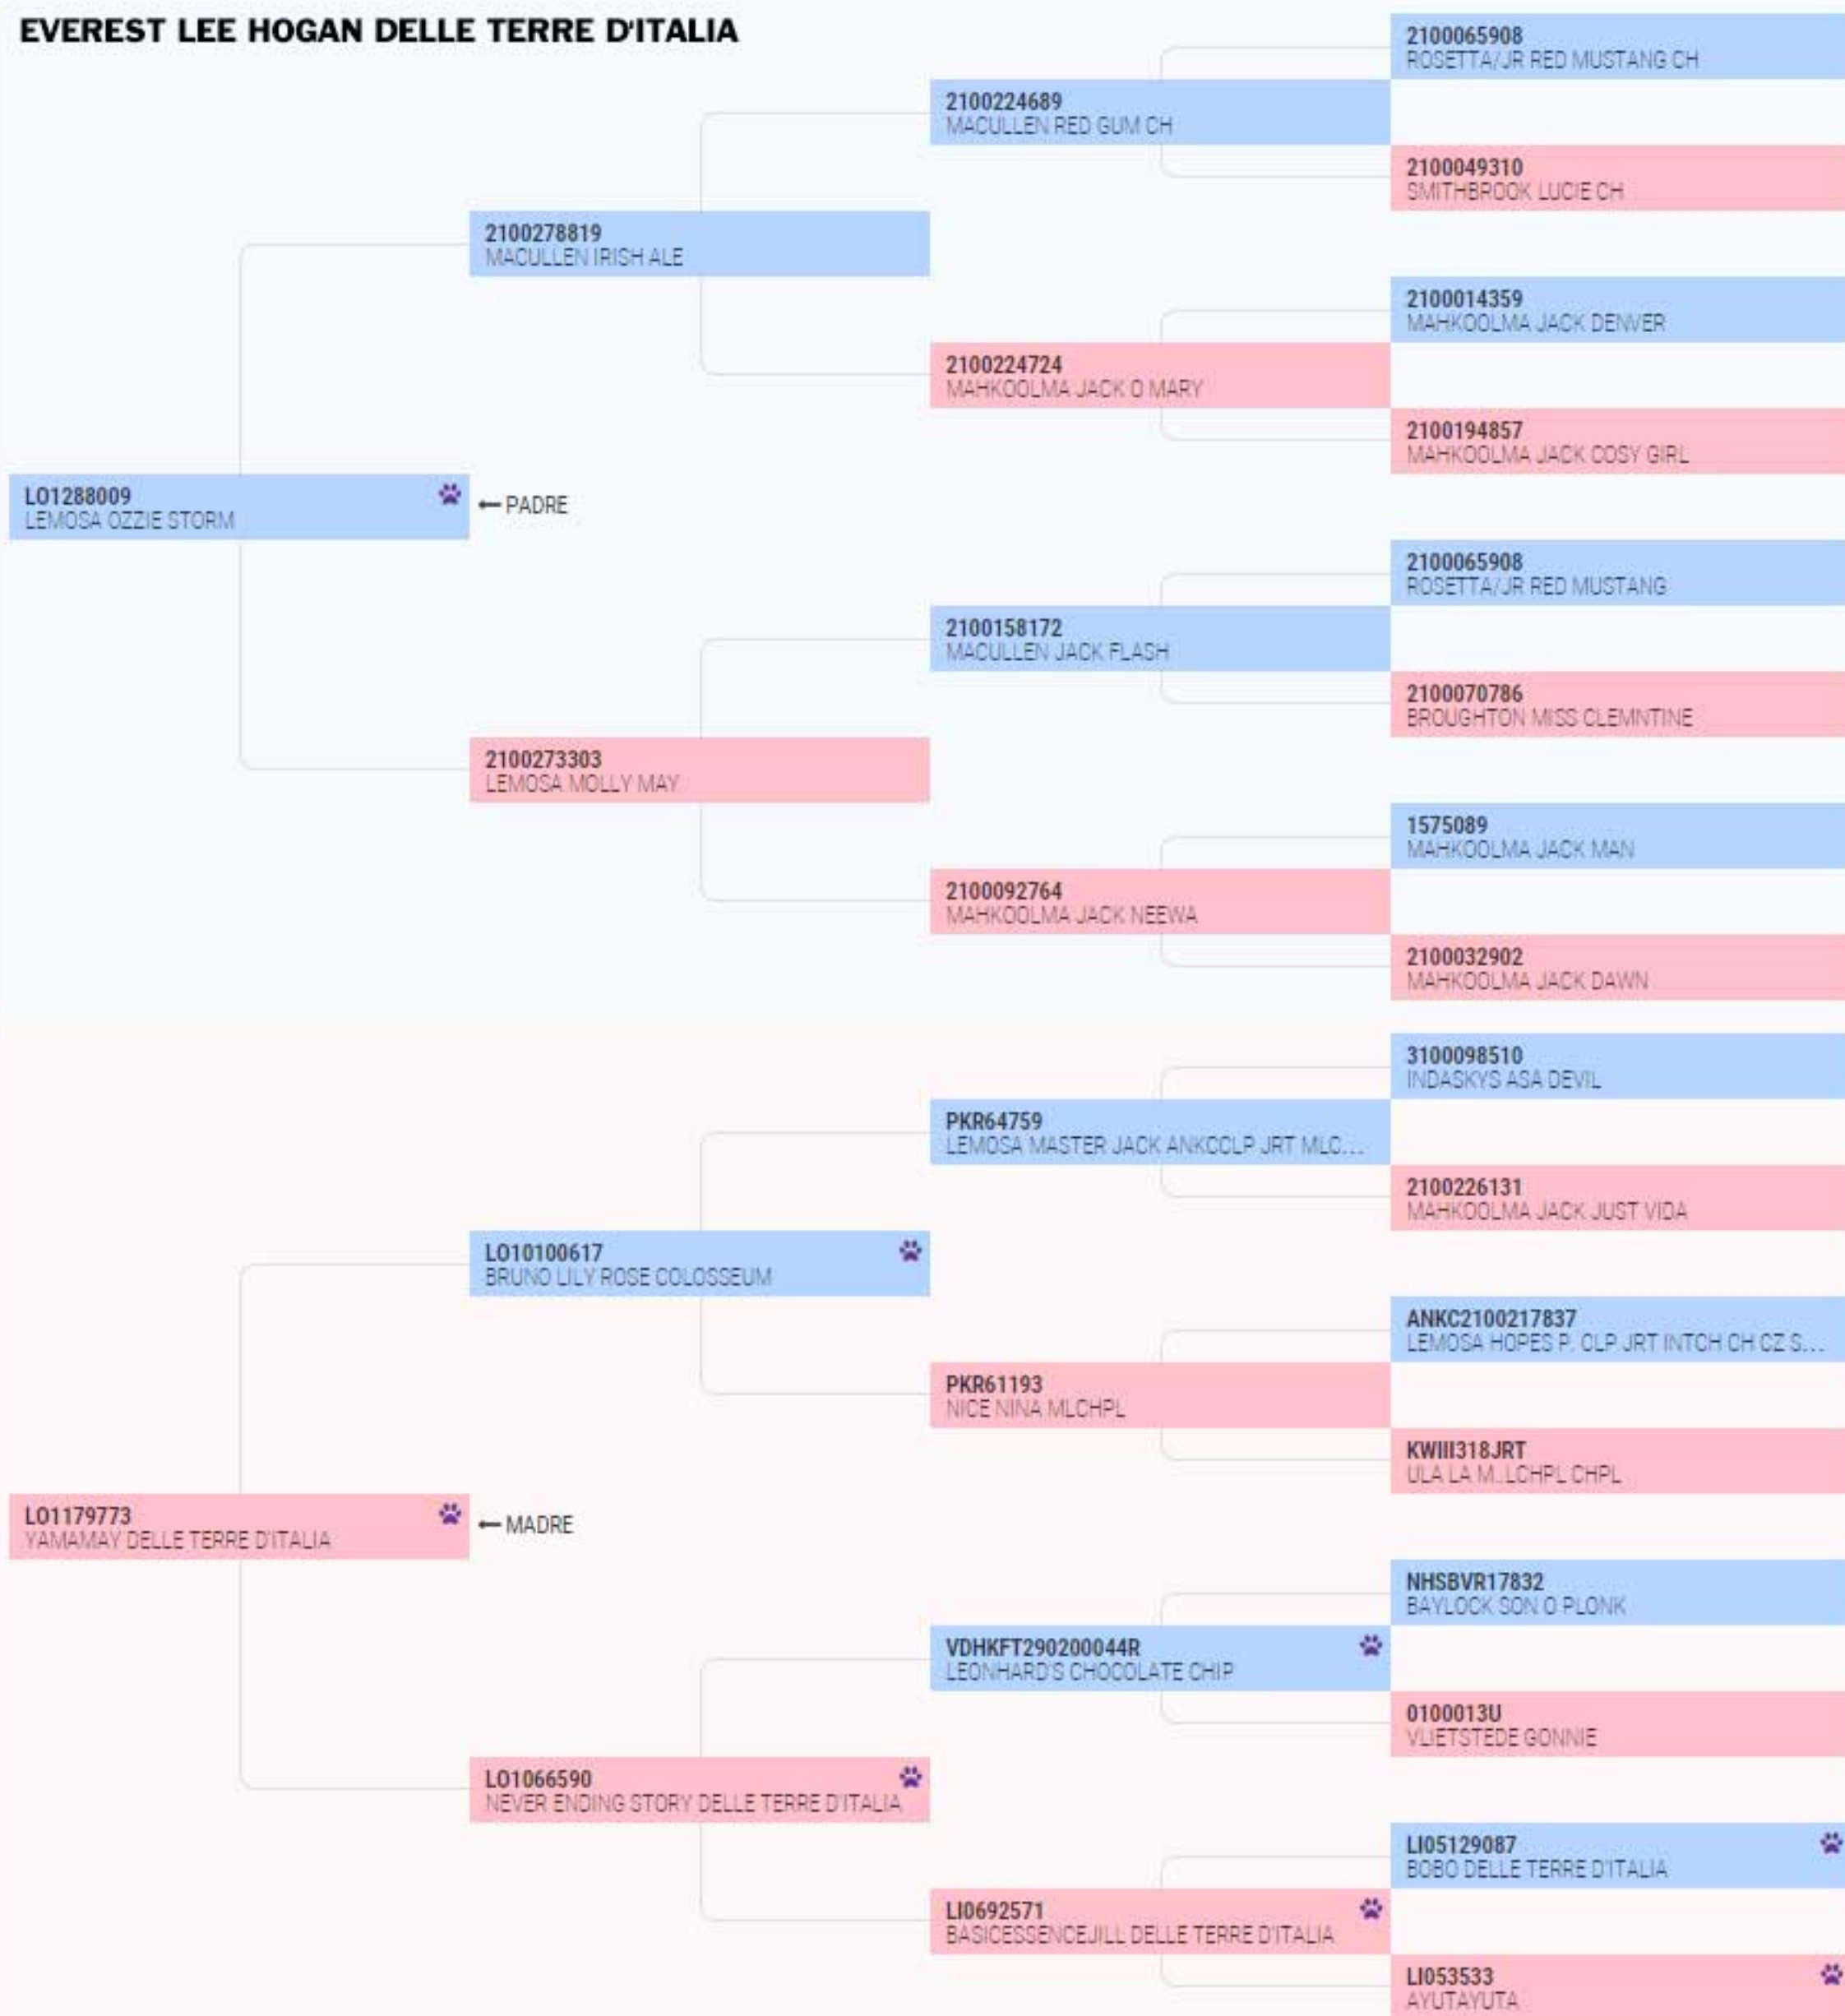 EVEREST LEE HOGAN DELLE TERRE D'ITALIA
2100065908
ROSETTA/JR RED MUSTANG CH
2100224689
MACULLEN RED GUM CH
2100049310
SMITHBROOK LUCIE CH
2100278819
MACULLEN IRISH ALE
2100014359
MAHKOOLMA JACK DENVER
2100224724
MAHKOOLMA JACK O MARY
2100194857
MAHKOOLMA JACK COSY GIRL
LO1288009
LEMOSA OZZIE STORM
← PADRE
2100065908
ROSETTA/JR RED MUSTANG
2100158172
MACULLEN JACK FLASH
2100070786
BROUGHTON MISS CLEMNTINE
2100273303
LEMOSA MOLLY MAY
1575089
MAHKOOLMA JACK MAN
2100092764
MAHKOOLMA JACK NEEWA
2100032902
MAHKOOLMA JACK DAWN
3100098510
INDASKYS ASA DEVIL
PKR64759
LEMOSA MASTER JACK ANKCCLP JRT MLC...
2100226131
MAHKOOLMA JACK JUST VIDA
LO10100617
BRUNO LILY ROSE COLOSSEUM
ANKC2100217837
LEMOSA HOPES P. CLP JRT INTCH CH CZ S...
PKR61193
NICE NINA MLCHPL
KWIII318JRT
ULA LA M..LCHPL CHPL
LO1179773
YAMAMAY DELLE TERRE D'ITALIA
← MADRE
NHSBVR17832
BAYLOCK SON O PLONK
VDHKFT290200044R
LEONHARD'S CHOCOLATE CHIP
0100013U
VLIETSTEDE GONNIE
LO1066590
NEVER ENDING STORY DELLE TERRE D'ITALIA
LI05129087
BOBO DELLE TERRE D'ITALIA
LI0692571
BASICESSENCEJILL DELLE TERRE D'ITALIA
LI053533
AYUTAYUTA